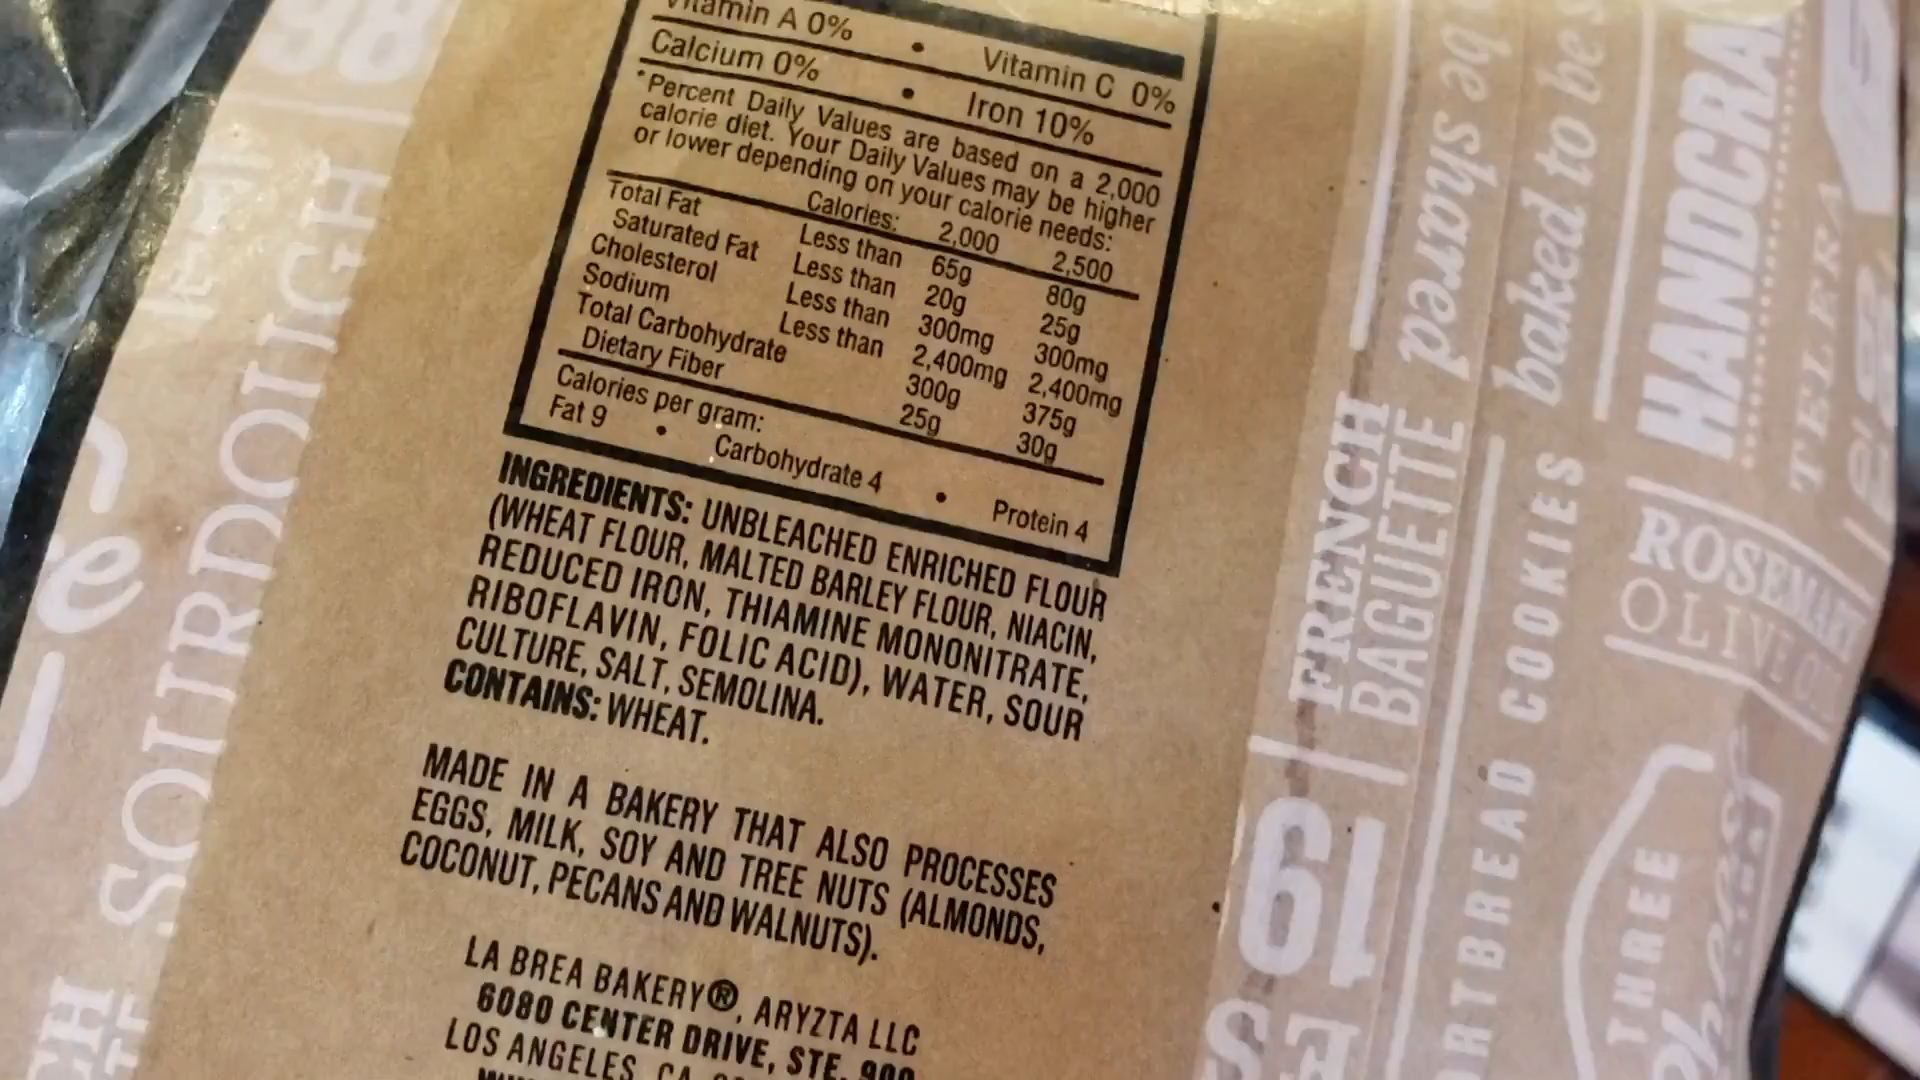 Vitamin A 0% • Vitamin C 0%
Calcium 0% • Iron 10%
*Percent Daily Values are based on a 2,000
calorie diet. Your Daily Values may be higher
or lower depending on your calorie needs:
Calories: 2,000 2,500
Total Fat Less than 65g 80g
Saturated Fat Less than 20g 25g
Cholesterol Less than 300mg 300mg
Sodium Less than 2,400mg 2,400mg
Total Carbohydrate 300g 375g
Dietary Fiber 25g 30g
Calories per gram:
Fat 9 • Carbohydrate 4 • Protein 4
INGREDIENTS: UNBLEACHED ENRICHED FLOUR
(WHEAT FLOUR, MALTED BARLEY FLOUR, NIACIN,
REDUCED IRON, THIAMINE MONONITRATE,
RIBOFLAVIN, FOLIC ACID), WATER, SOUR
CULTURE, SALT, SEMOLINA.
CONTAINS: WHEAT.
MADE IN A BAKERY THAT ALSO PROCESSES
EGGS, MILK, SOY AND TREE NUTS (ALMONDS,
COCONUT, PECANS AND WALNUTS).
LA BREA BAKERY®, ARYZTA LLC
6080 CENTER DRIVE, STE. 900
LOS ANGELES, CA
SOURDOUGH
98
FRENCH
BAGUETTE
to be shared
baked to be
HANDCRA
TELERA
COOKIES
ROSEMARY
OLIVE OIL
THREE
cheese
19